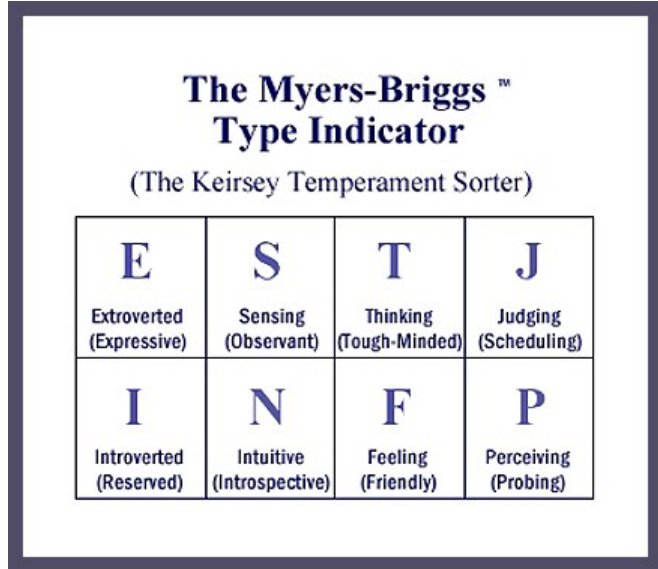 The Myers-Briggs ™
Type Indicator
(The Keirsey Temperament Sorter)
E
Extroverted
(Expressive)
S
Sensing
(Observant)
T
Thinking
(Tough-Minded)
J
Judging
(Scheduling)
I
Introverted
(Reserved)
N
Intuitive
(Introspective)
F
Feeling
(Friendly)
P
Perceiving
(Probing)